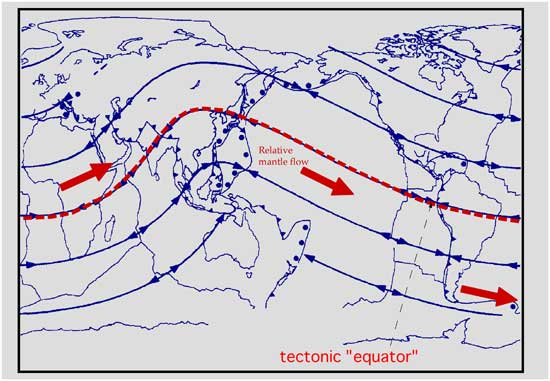 Relative
mantle flow
tectonic "equator"